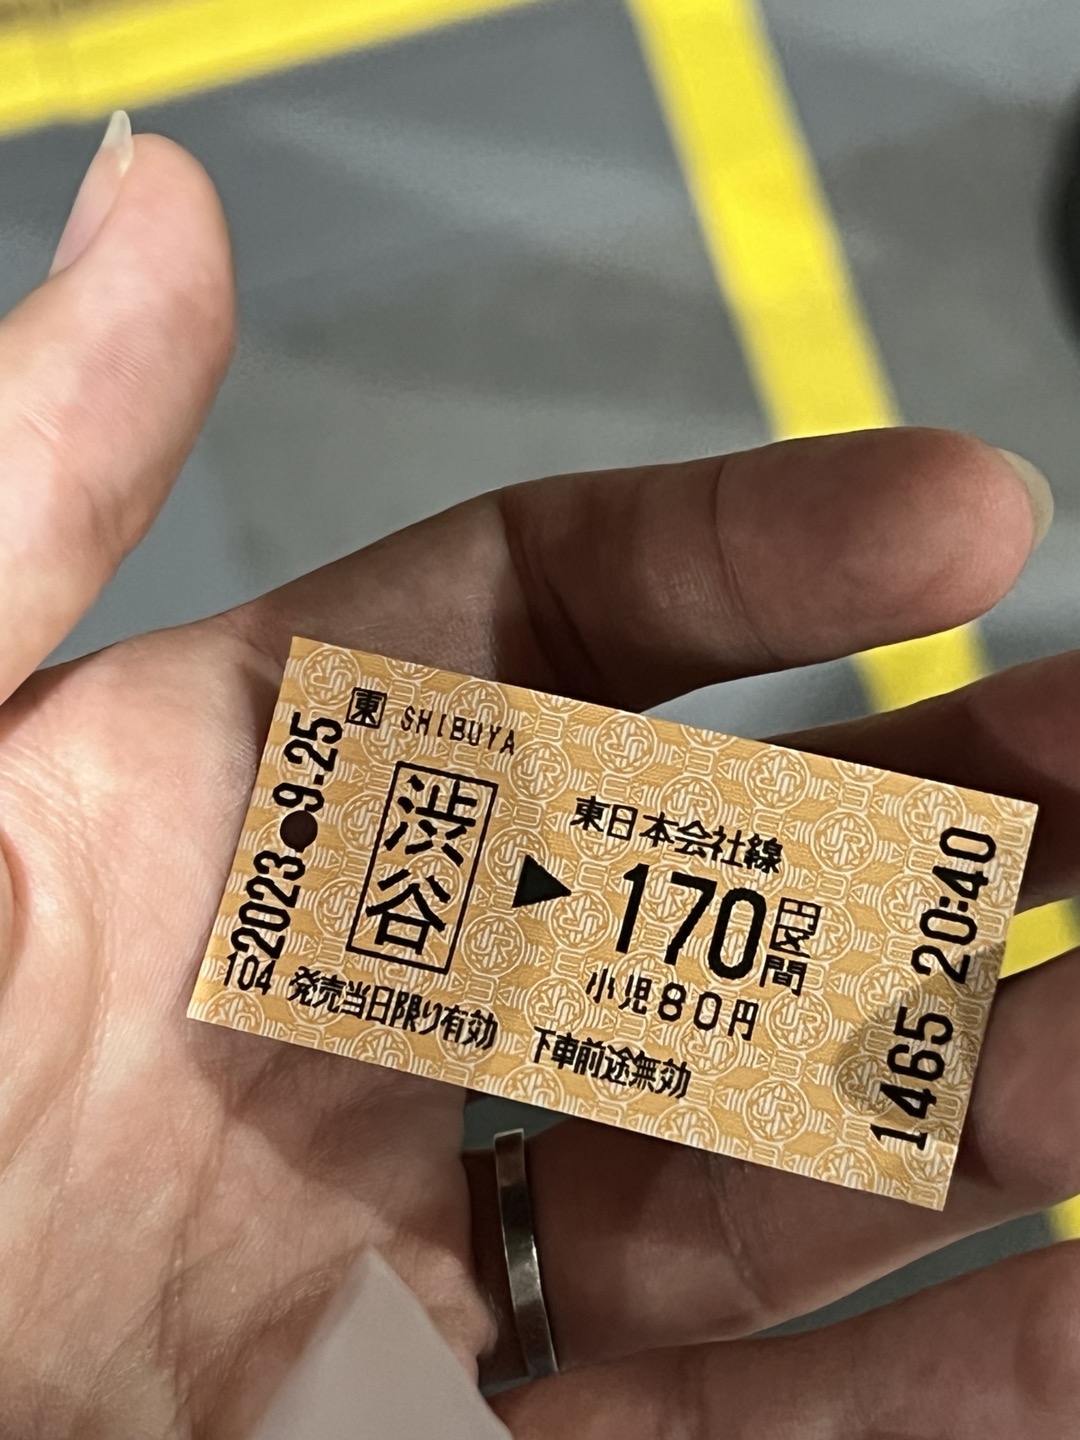 東 SHIBUYA
2023.-9.25
渋谷
▶
東日本会社線
170円区間
小児80円
104 発売当日限り有効 下車前途無効
1465 20:40